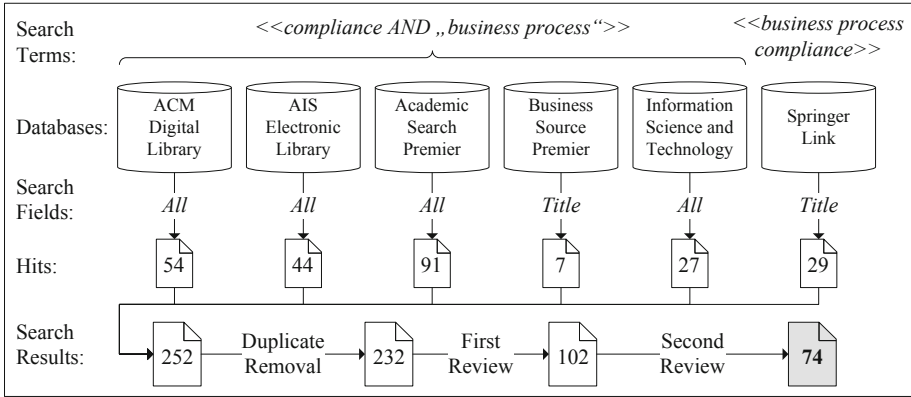 Search
Terms:
<<compliance AND „business process“>>
<<business process
compliance>>
Databases:
ACM
Digital
Library
AIS
Electronic
Library
Academic
Search
Premier
Business
Source
Premier
Information
Science and
Technology
Springer
Link
Search
Fields:
All
All
All
Title
All
Title
Hits:
54
44
91
7
27
29
Search
Results:
252
Duplicate
Removal
232
First
Review
102
Second
Review
74